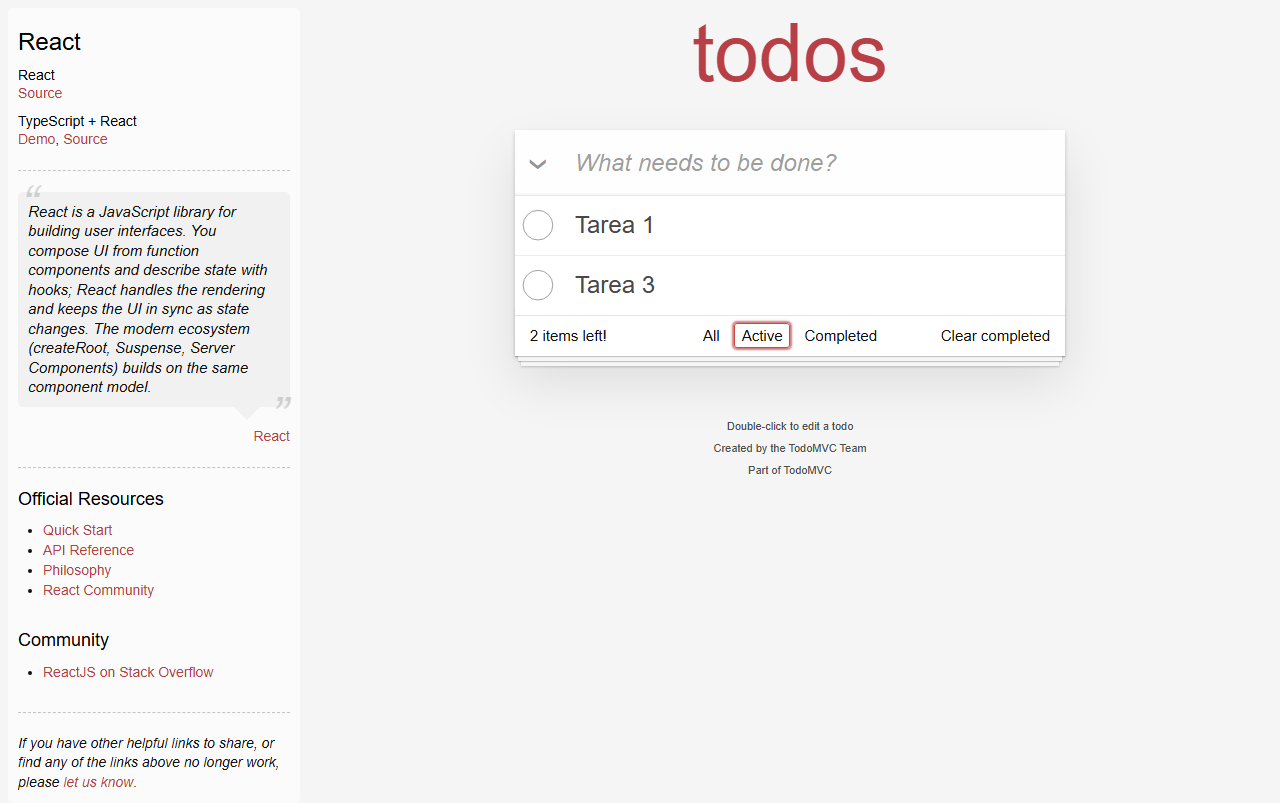 React
React
Source
TypeScript + React
Demo, Source
“
React is a JavaScript library for
building user interfaces. You
compose UI from function
components and describe state with
hooks; React handles the rendering
and keeps the UI in sync as state
changes. The modern ecosystem
(createRoot, Suspense, Server
Components) builds on the same
component model.
”
React
Official Resources
Quick Start
API Reference
Philosophy
React Community
Community
ReactJS on Stack Overflow
If you have other helpful links to share, or
find any of the links above no longer work,
please let us know.
todos
What needs to be done?
Tarea 1
Tarea 3
2 items left! All Active Completed Clear completed
Double-click to edit a todo
Created by the TodoMVC Team
Part of TodoMVC